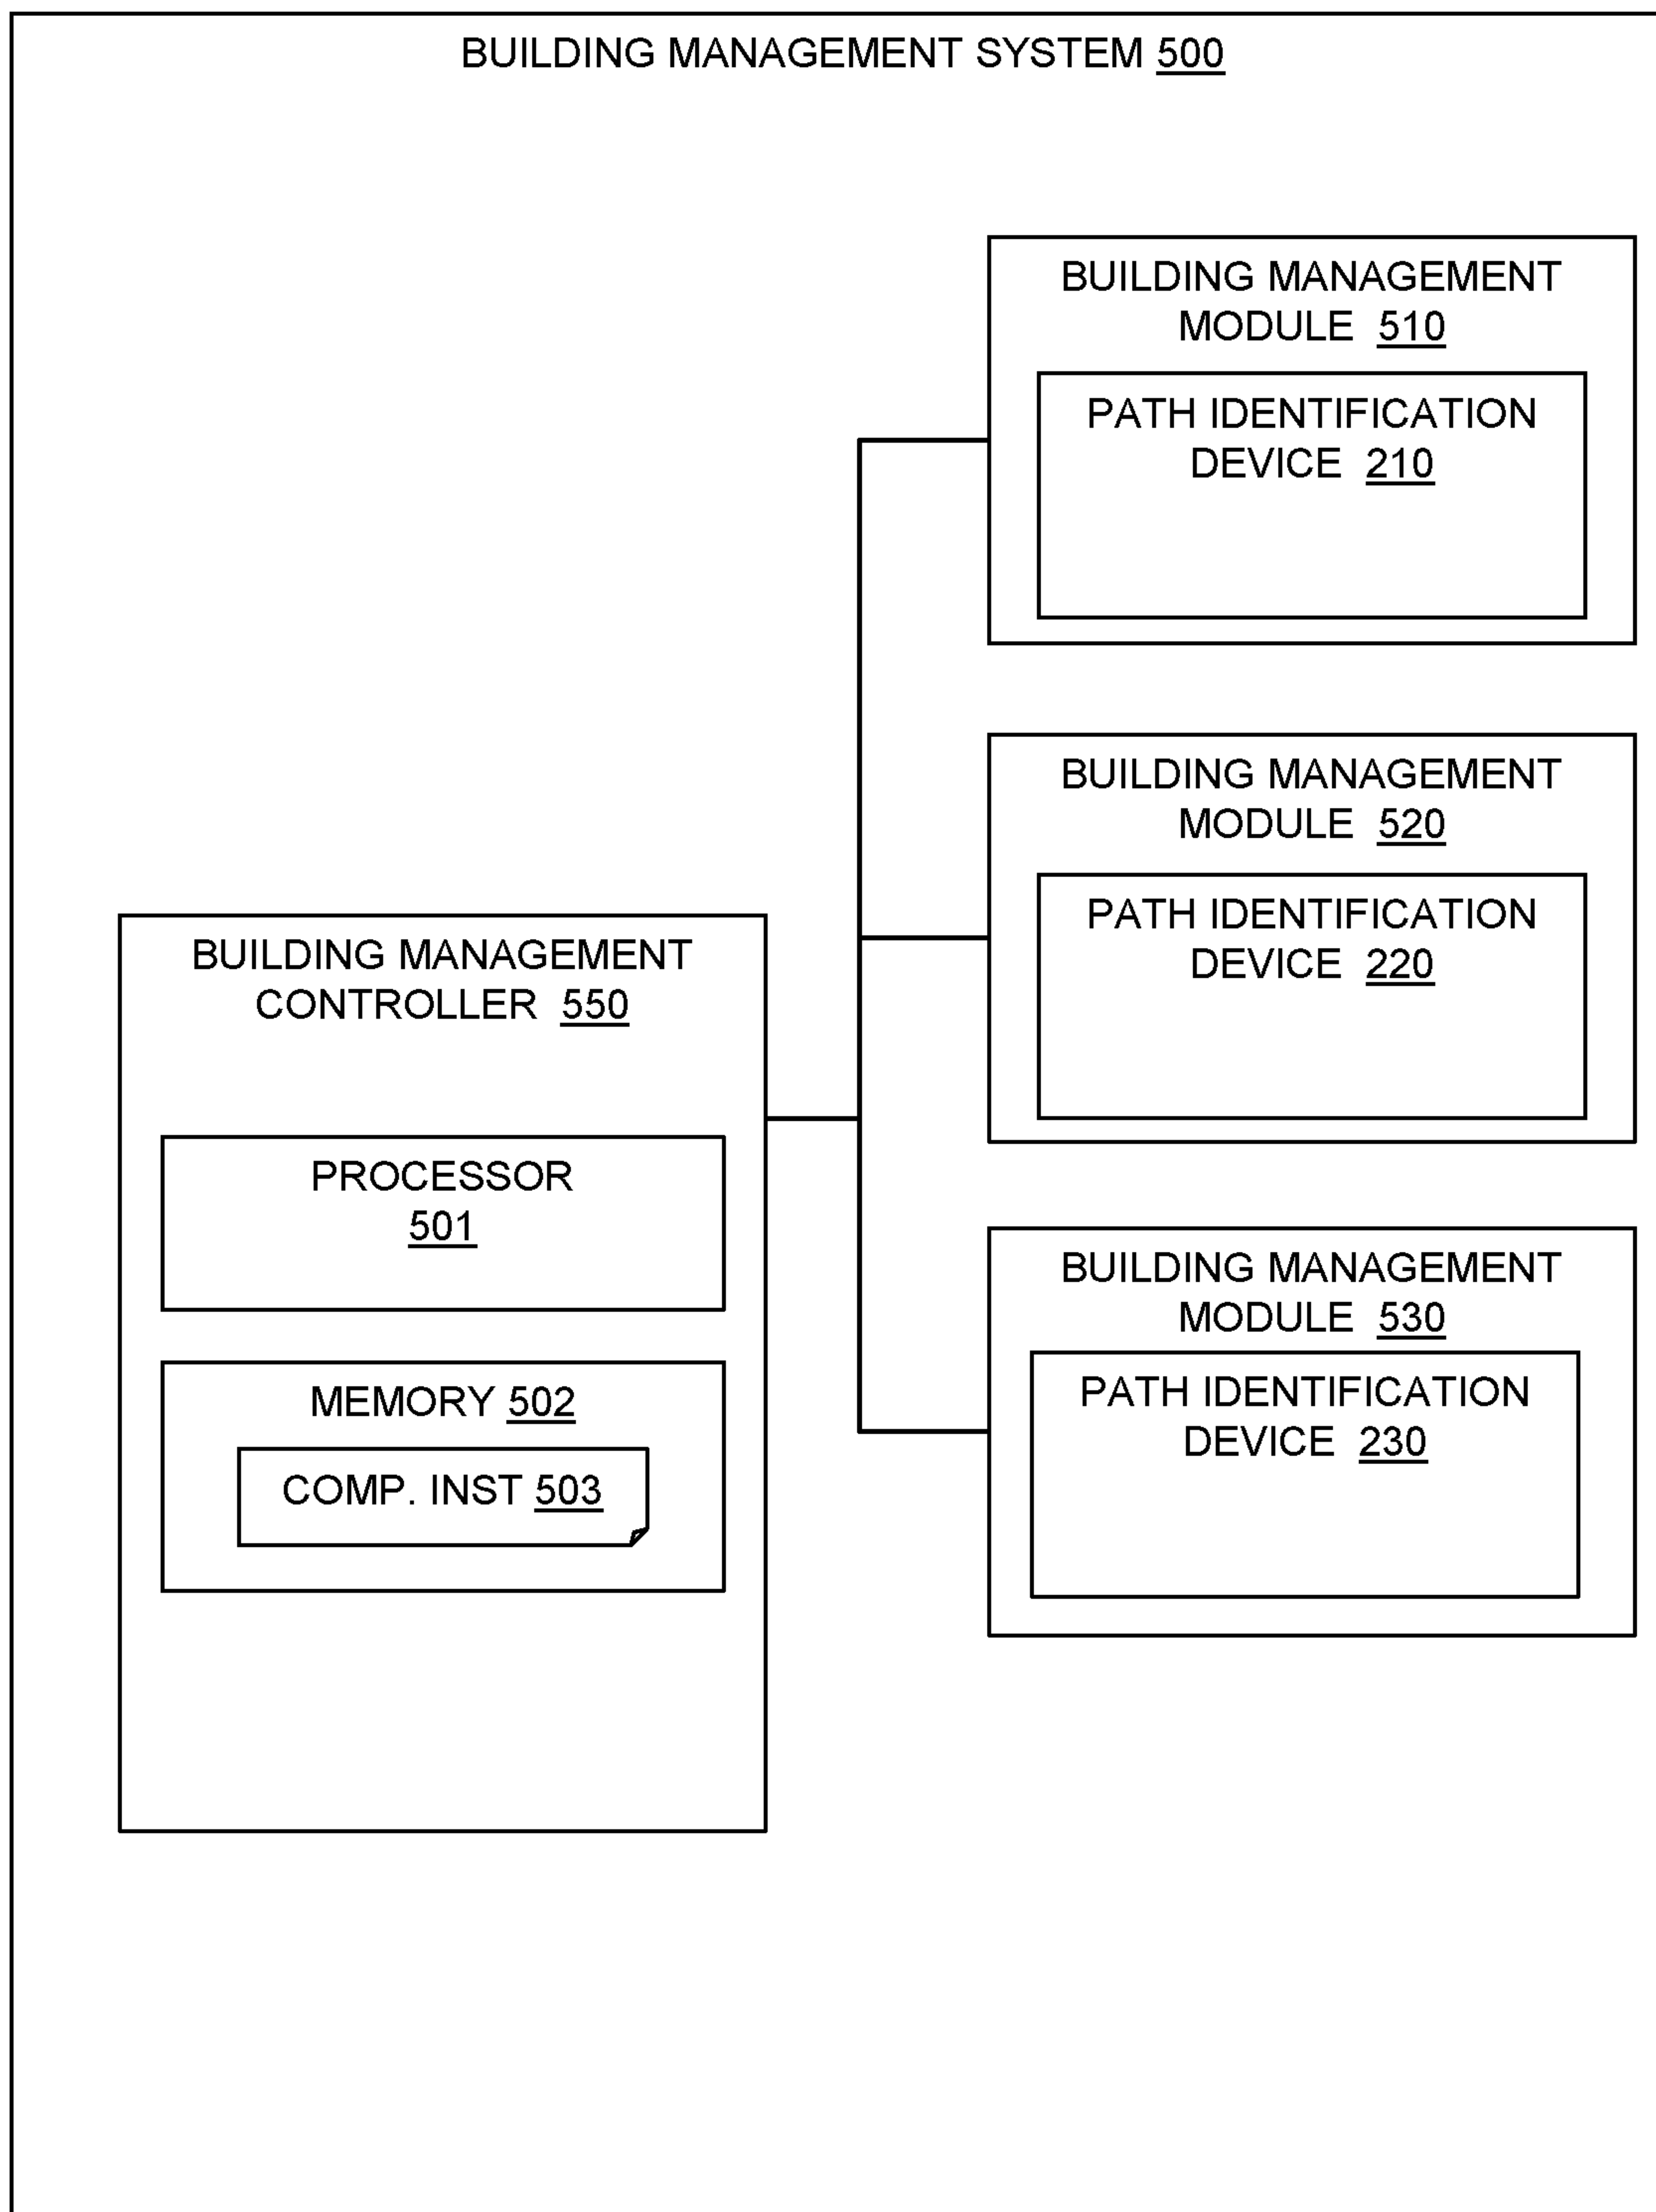 BUILDING MANAGEMENT SYSTEM 500
BUILDING MANAGEMENT
MODULE 510
PATH IDENTIFICATION
DEVICE 210
BUILDING MANAGEMENT
MODULE 520
PATH IDENTIFICATION
DEVICE 220
BUILDING MANAGEMENT
CONTROLLER 550
PROCESSOR
501
MEMORY 502
COMP. INST 503
BUILDING MANAGEMENT
MODULE 530
PATH IDENTIFICATION
DEVICE 230